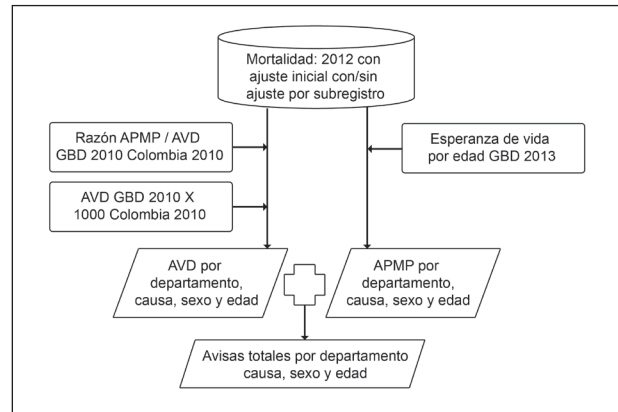 Mortalidad: 2012 con
ajuste inicial con/sin
ajuste por subregistro
Razón APMP / AVD
GBD 2010 Colombia 2010
Esperanza de vida
por edad GBD 2013
AVD GBD 2010 X
1000 Colombia 2010
AVD por
departamento,
causa, sexo y edad
APMP por
departamento,
causa, sexo y edad
Avisas totales por departamento
causa, sexo y edad